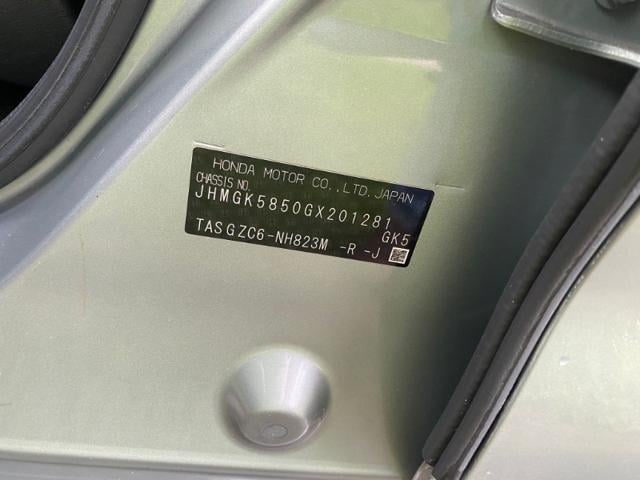 HONDA MOTOR CO.,LTD.JAPAN
CHASSIS NO.
JHMGK5850GX201281
GK5
TASGZC6-NH823M -R -J